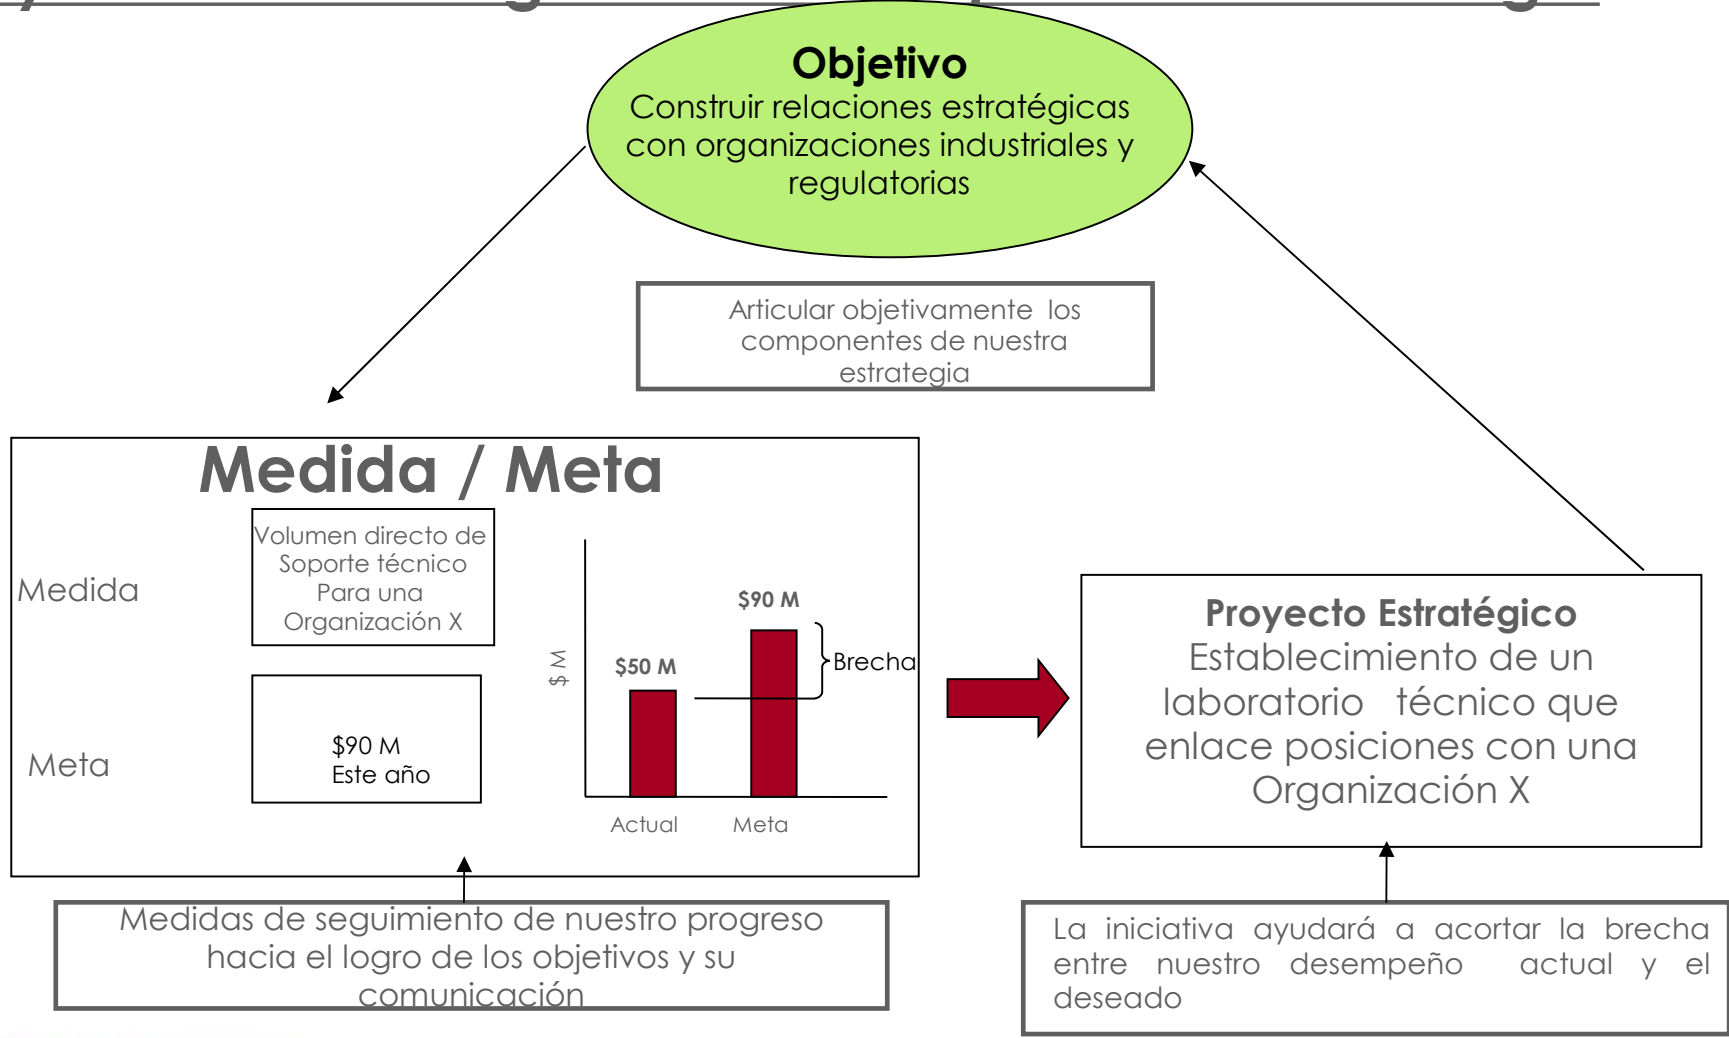 Objetivo
Construir relaciones estratégicas
con organizaciones industriales y
regulatorias
Articular objetivamente los
componentes de nuestra
estrategia
Medida / Meta
Medida
Volumen directo de
Soporte técnico
Para una
Organización X
Meta
$90 M
Este año
$ M
$50 M
$90 M
Brecha
Actual
Meta
Proyecto Estratégico
Establecimiento de un
laboratorio técnico que
enlace posiciones con una
Organización X
Medidas de seguimiento de nuestro progreso
hacia el logro de los objetivos y su
comunicación
La iniciativa ayudará a acortar la brecha
entre nuestro desempeño actual y el
deseado